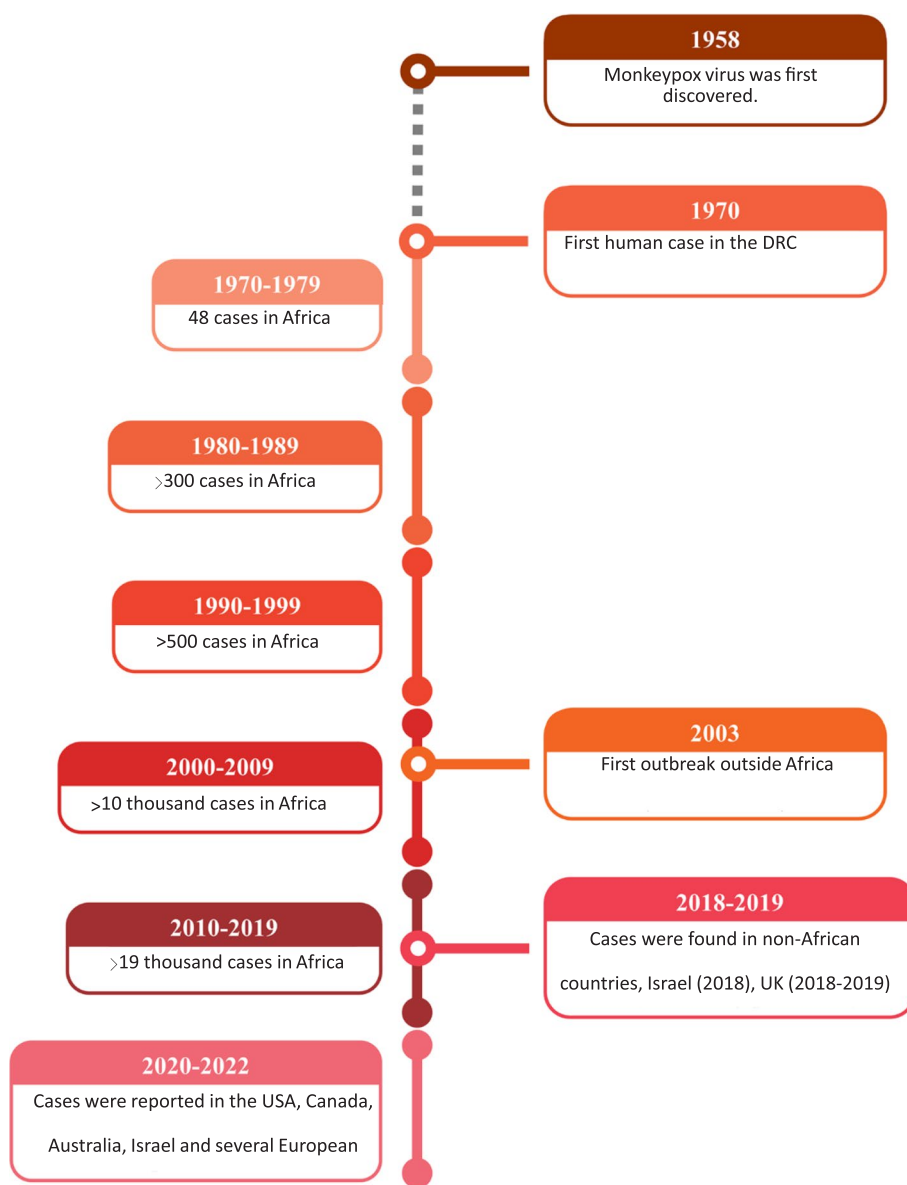 1958
Monkeypox virus was first
discovered.
1970
First human case in the DRC
1970-1979
48 cases in Africa
1980-1989
>300 cases in Africa
1990-1999
>500 cases in Africa
2003
First outbreak outside Africa
2000-2009
>10 thousand cases in Africa
2018-2019
Cases were found in non-African
countries, Israel (2018), UK (2018-2019)
2010-2019
>19 thousand cases in Africa
2020-2022
Cases were reported in the USA, Canada,
Australia, Israel and several European